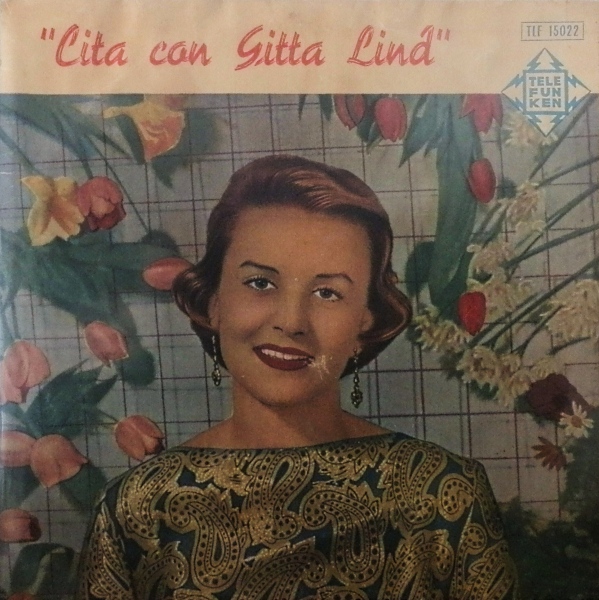 "Cita con Gitta Lind"
TLF 15022
TELE
FUN
KEN